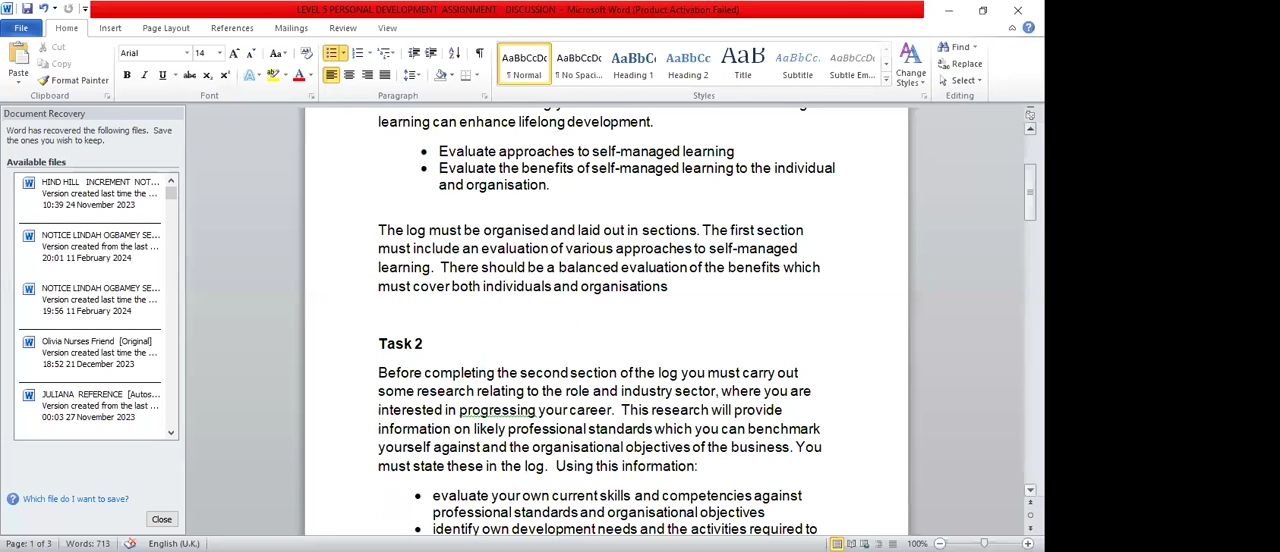 LEVEL 5 PERSONAL DEVELOPMENT ASSIGNMENT DISCUSSION - Microsoft Word (Product Activation Failed)
File Home Insert Page Layout References Mailings Review View
Cut
Copy
Format Painter
Paste
Clipboard
Arial 14
Font
Paragraph
AaBbCcDc AaBbCcDc AaBbCc AaBbCc AaB AaBbCc. AaBbCcDc
¶ Normal ¶ No Spaci... Heading 1 Heading 2 Title Subtitle Subtle Em...
Change Styles
Styles
Find
Replace
Select
Editing
Document Recovery
Word has recovered the following files. Save
the ones you wish to keep.
Available files
HIND HILL INCREMENT NOT...
Version created last time the ...
10:39 24 November 2023
NOTICE LINDAH OGBAMEY SE...
Version created from the last ...
20:01 11 February 2024
NOTICE LINDAH OGBAMEY SE...
Version created last time the ...
19:56 11 February 2024
Olivia Nurses Friend [Original]
Version created last time the ...
18:52 21 December 2023
JULIANA REFERENCE [Autos...
Version created last time the ...
00:03 27 November 2023
Which file do I want to save?
Close
learning can enhance lifelong development.
• Evaluate approaches to self-managed learning
• Evaluate the benefits of self-managed learning to the individual
and organisation.
The log must be organised and laid out in sections. The first section
must include an evaluation of various approaches to self-managed
learning. There should be a balanced evaluation of the benefits which
must cover both individuals and organisations
Task 2
Before completing the second section of the log you must carry out
some research relating to the role and industry sector, where you are
interested in progressing your career. This research will provide
information on likely professional standards which you can benchmark
yourself against and the organisational objectives of the business. You
must state these in the log. Using this information:
• evaluate your own current skills and competencies against
professional standards and organisational objectives
• identify own development needs and the activities required to
Page: 1 of 3 Words: 713 English (U.K.) 100%